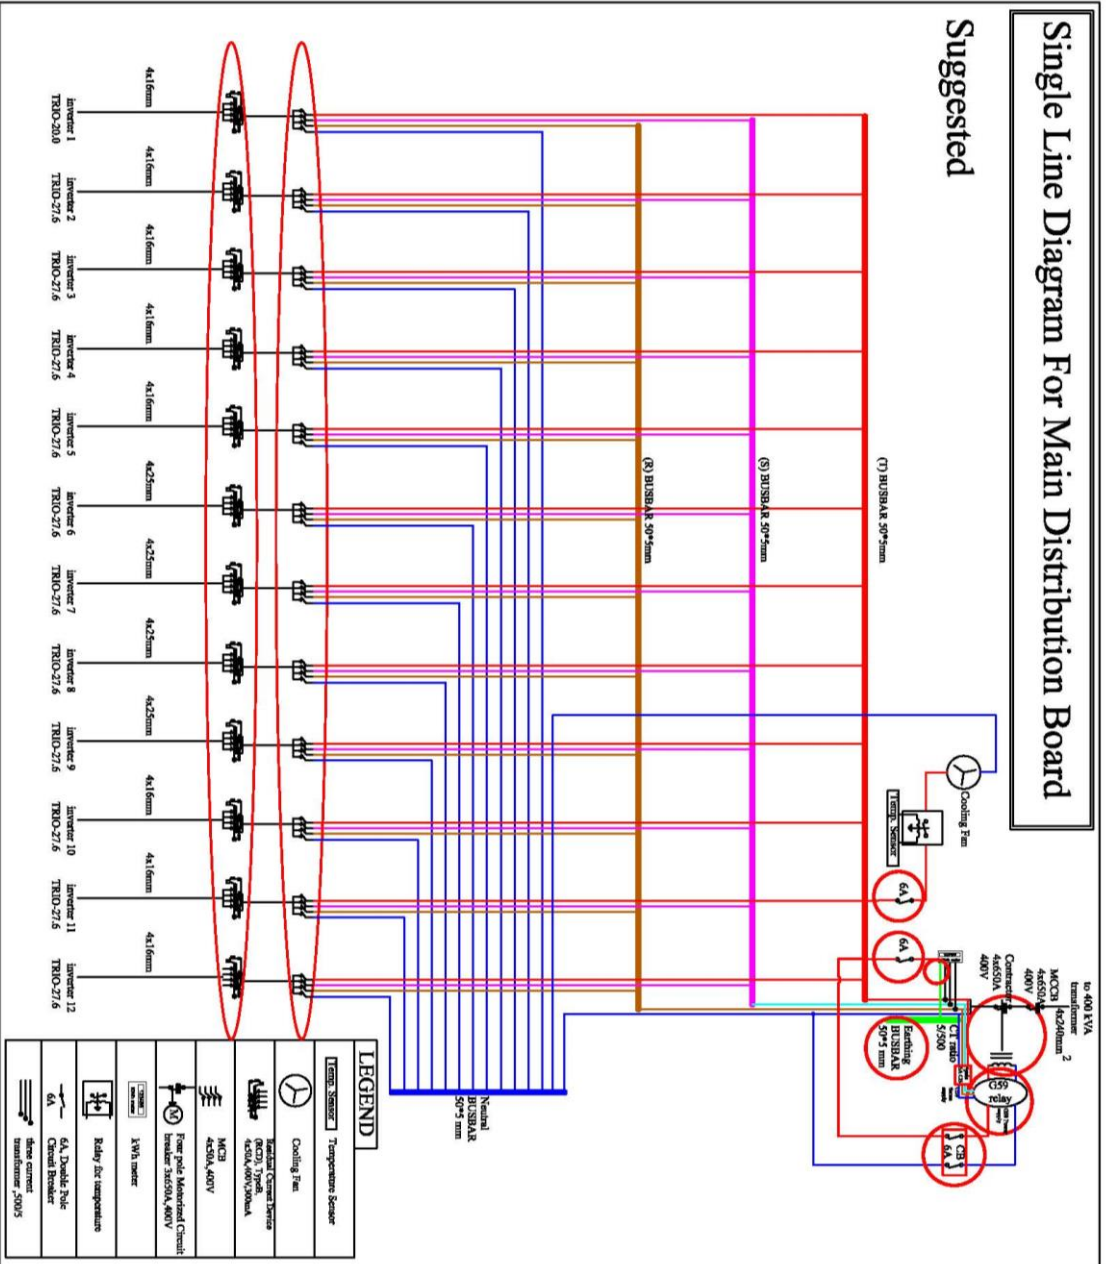 Single Line Diagram For Main Distribution Board
Suggested
to 400 kVA
transformer
4x240mm 2
MCCB
4x650A
400V
Contractor
4x650A
400V
CT ratio
5/500
G59
relay
CB
6A
Earthing
BUSBAR
50*5 mm
6A
6A
Cooling Fan
Temp. Sensor
(T) BUSBAR 50*5mm
(S) BUSBAR 50*5mm
(R) BUSBAR 50*5mm
Neutral
BUSBAR
50*5 mm
4x16mm
4x16mm
4x16mm
4x16mm
4x16mm
4x25mm
4x25mm
4x25mm
4x25mm
4x16mm
4x16mm
4x16mm
inverter 1
TRIO-20.0
inverter 2
TRIO-27.6
inverter 3
TRIO-27.6
inverter 4
TRIO-27.6
inverter 5
TRIO-27.6
inverter 6
TRIO-27.6
inverter 7
TRIO-27.6
inverter 8
TRIO-27.6
inverter 9
TRIO-27.6
inverter 10
TRIO-27.6
inverter 11
TRIO-27.6
inverter 12
TRIO-27.6
LEGEND
Temp. Sensor
Temperature Sensor
Cooling Fan
Residual Current Device
(RCD), TypeB,
4x50A,400V,300mA
MCB
4x50A,400V
M
Four pole Motorized Circuit
breaker 3x650A,400V
kWh meter
Relay for temperature
6A
6A, Double Pole
Circuit Breaker
three current
transformer ,500/5